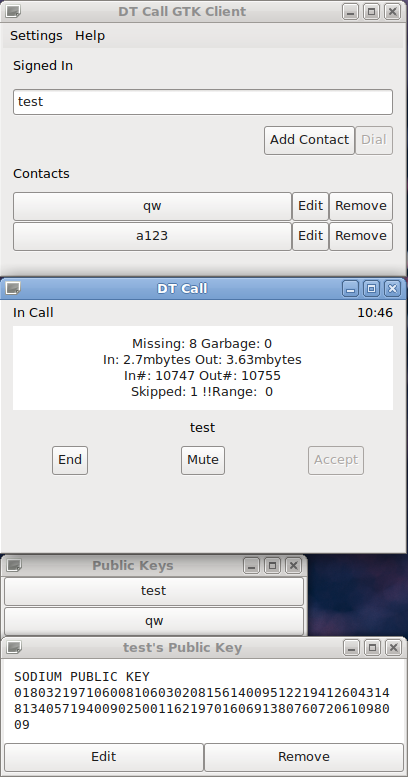 DT Call GTK Client
Settings Help
Signed In
test
Add Contact Dial
Contacts
qw Edit Remove
a123 Edit Remove
DT Call
In Call 10:46
Missing: 8 Garbage: 0
In: 2.7mbytes Out: 3.63mbytes
In#: 10747 Out#: 10755
Skipped: 1 !!Range:  0
test
End Mute Accept
Public Keys
test
qw
test's Public Key
SODIUM PUBLIC KEY
01803219710600810603020815614009512219412604314
813405719400902500116219701606913807607206109800
09
Edit Remove